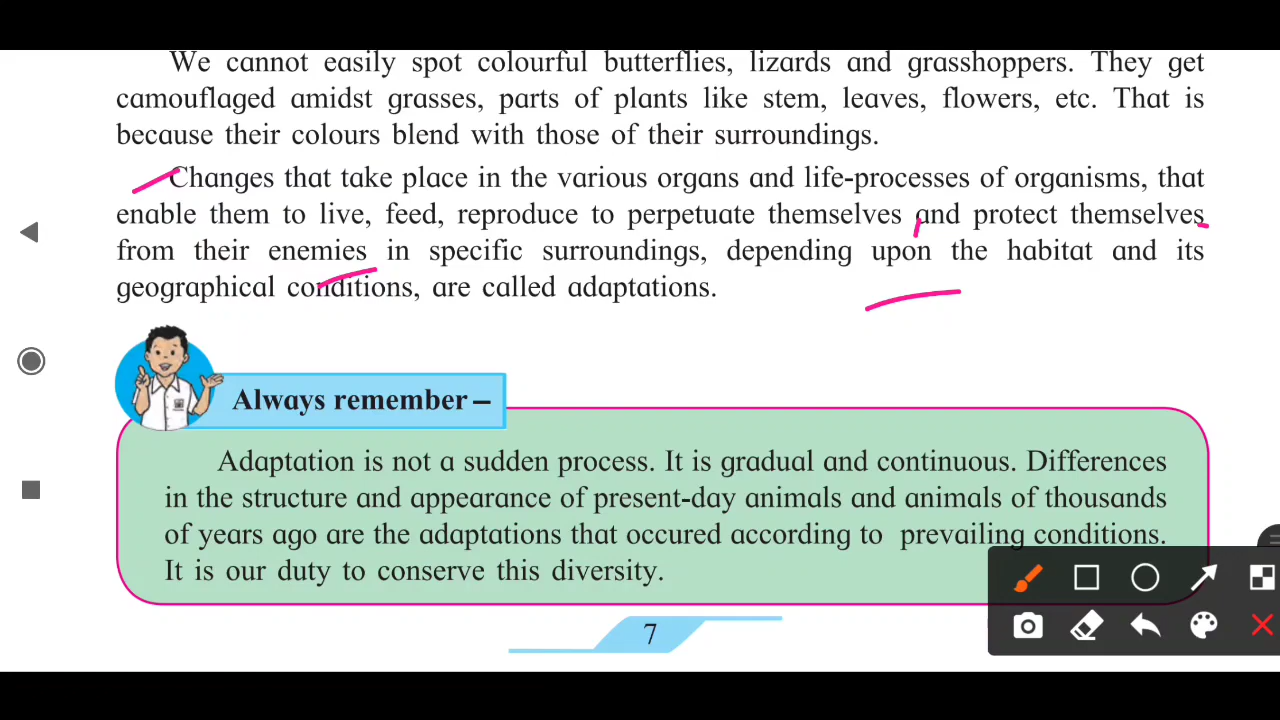 We cannot easily spot colourful butterflies, lizards and grasshoppers. They get
camouflaged amidst grasses, parts of plants like stem, leaves, flowers, etc. That is
because their colours blend with those of their surroundings.
Changes that take place in the various organs and life-processes of organisms, that
enable them to live, feed, reproduce to perpetuate themselves and protect themselves
from their enemies in specific surroundings, depending upon the habitat and its
geographical conditions, are called adaptations.
Always remember –
Adaptation is not a sudden process. It is gradual and continuous. Differences
in the structure and appearance of present-day animals and animals of thousands
of years ago are the adaptations that occured according to prevailing conditions.
It is our duty to conserve this diversity.
7